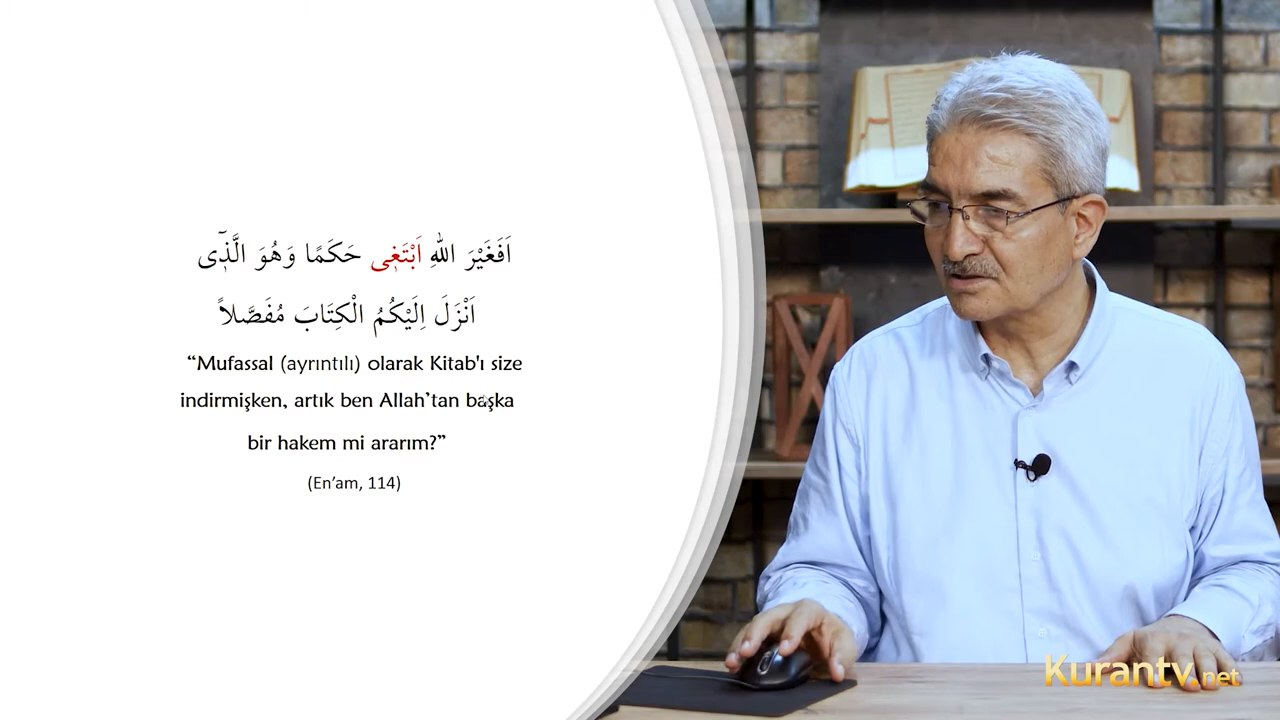 اَفَغَيْرَ اللّٰهِ اَبْتَغٖى حَكَمًا وَهُوَ الَّذٖٓى
اَنْزَلَ اِلَيْكُمُ الْكِتَابَ مُفَصَّلاً
“Mufassal (ayrıntılı) olarak Kitab'ı size
indirmişken, artık ben Allah’tan başka
bir hakem mi ararım?”
(En’am, 114)
Kurantv.net